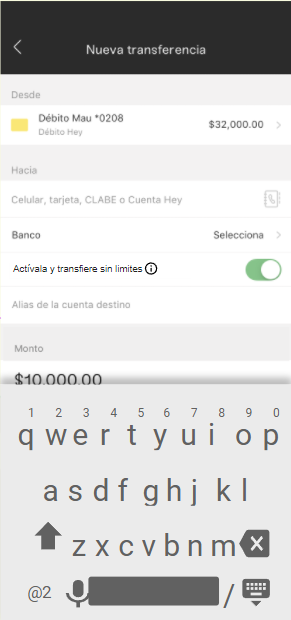 Nueva transferencia
Desde
Débito Mau *0208
$32,000.00
Débito Hey
Hacia
Celular, tarjeta, CLABE o Cuenta Hey
Banco
Selecciona
Actívala y transfiere sin limites
Alias de la cuenta destino
Monto
$10,000.00
1 2 3 4 5 6 7 8 9 0
q w e r t y u i o p
a s d f g h j k l
z x c v b n m
@2 /